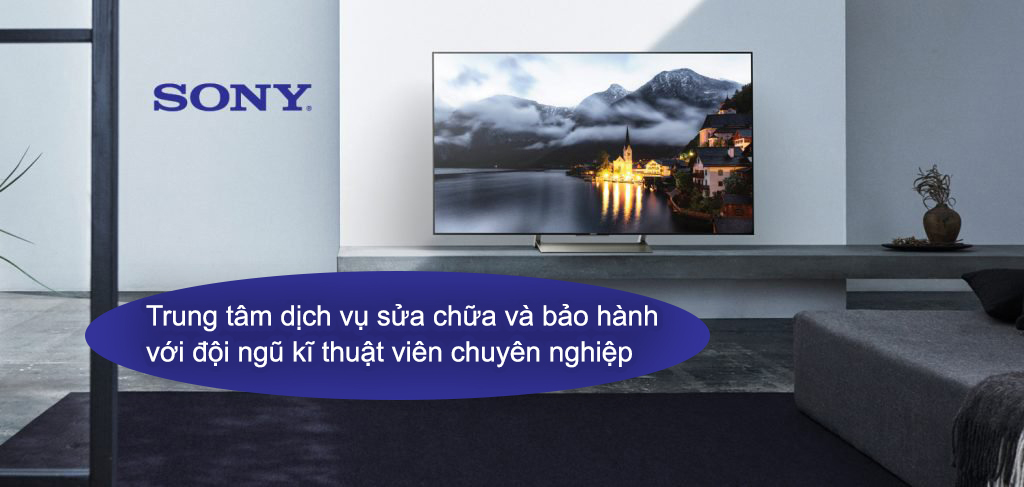 SONY
Trung tâm dịch vụ sửa chữa và bảo hành
với đội ngũ kĩ thuật viên chuyên nghiệp